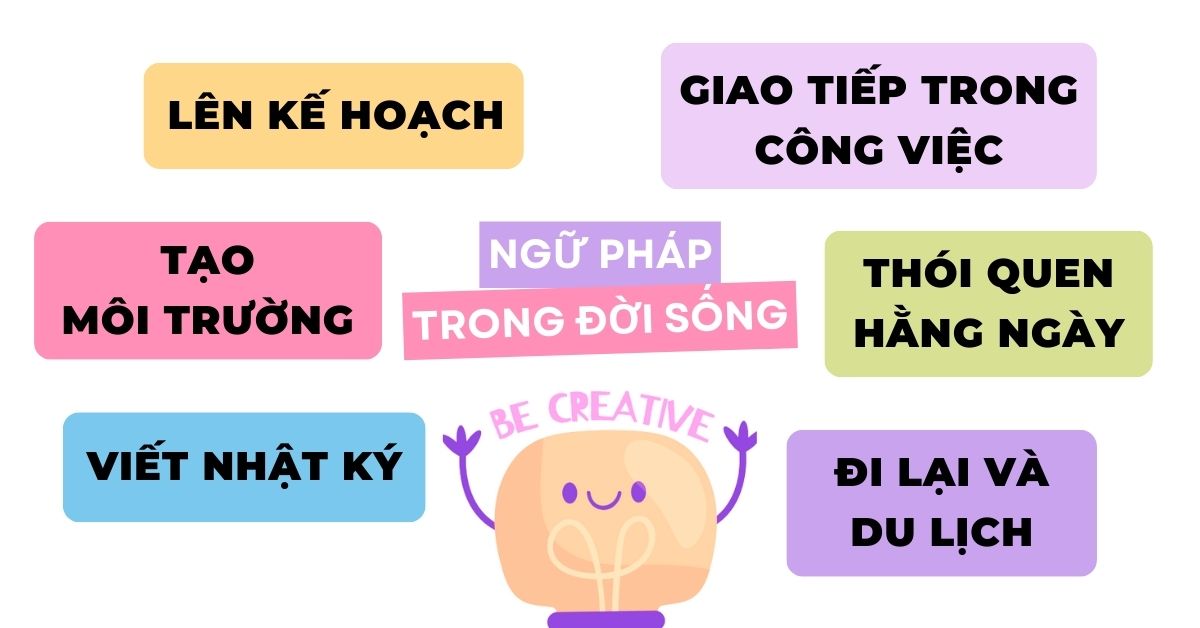 LÊN KẾ HOẠCH
GIAO TIẾP TRONG
CÔNG VIỆC
TẠO
MÔI TRƯỜNG
NGỮ PHÁP
TRONG ĐỜI SỐNG
THÓI QUEN
HẰNG NGÀY
VIẾT NHẬT KÝ
BE CREATIVE
ĐI LẠI VÀ
DU LỊCH